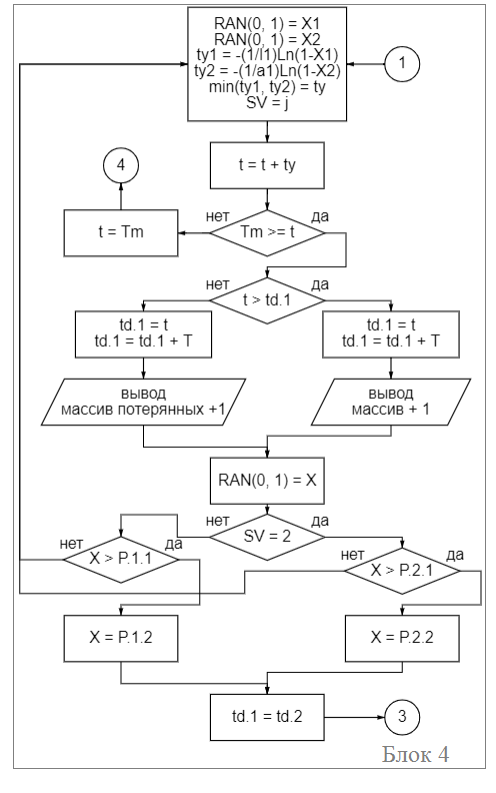 RAN(0, 1) = X1
RAN(0, 1) = X2
ty1 = -(1/l1)Ln(1-X1)
ty2 = -(1/a1)Ln(1-X2)
min(ty1, ty2) = ty
SV = j
1
t = t + ty
4
нет
да
t = Tm
Tm >= t
нет
да
t > td.1
td.1 = t
td.1 = td.1 + T
td.1 = t
td.1 = td.1 + T
вывод
массив потерянных +1
вывод
массив + 1
RAN(0, 1) = X
нет
да
SV = 2
нет
да
X > P.1.1
нет
да
X > P.2.1
X = P.1.2
X = P.2.2
td.1 = td.2
3
Блок 4